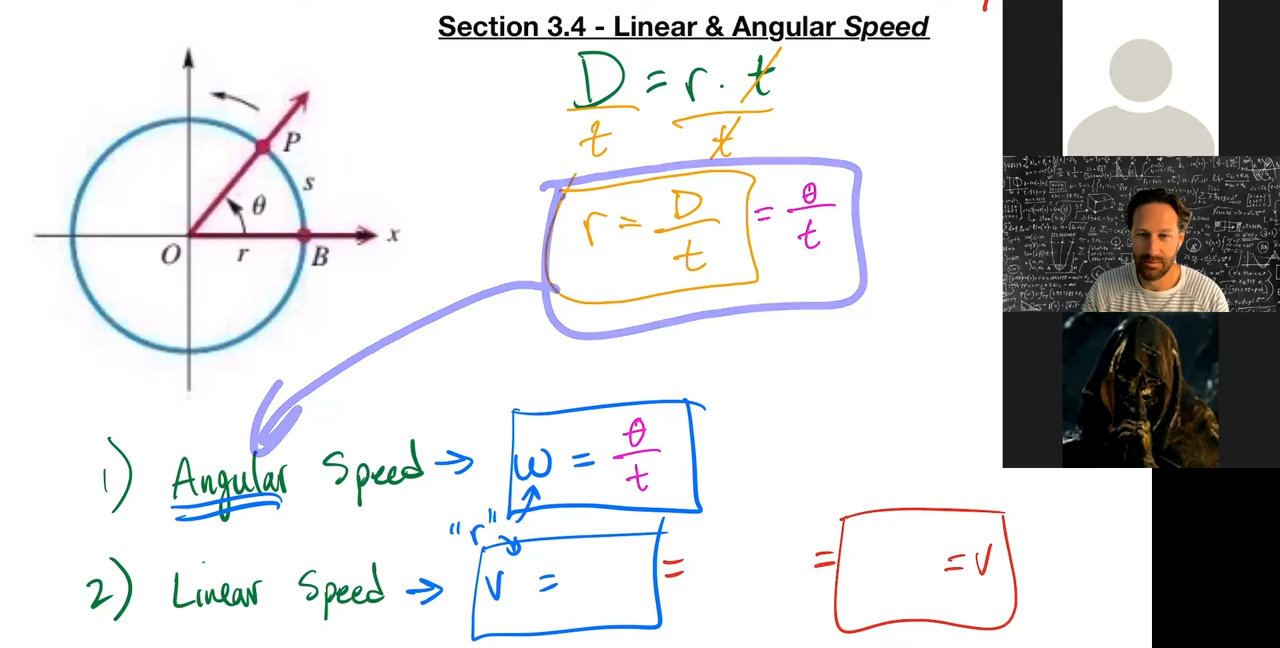 Section 3.4 - Linear & Angular Speed
D = r · t
t t
r = D/t = θ/t
P
s
θ
O r B x
1) Angular Speed → w = θ/t
"r"
2) Linear Speed → v = = = = v